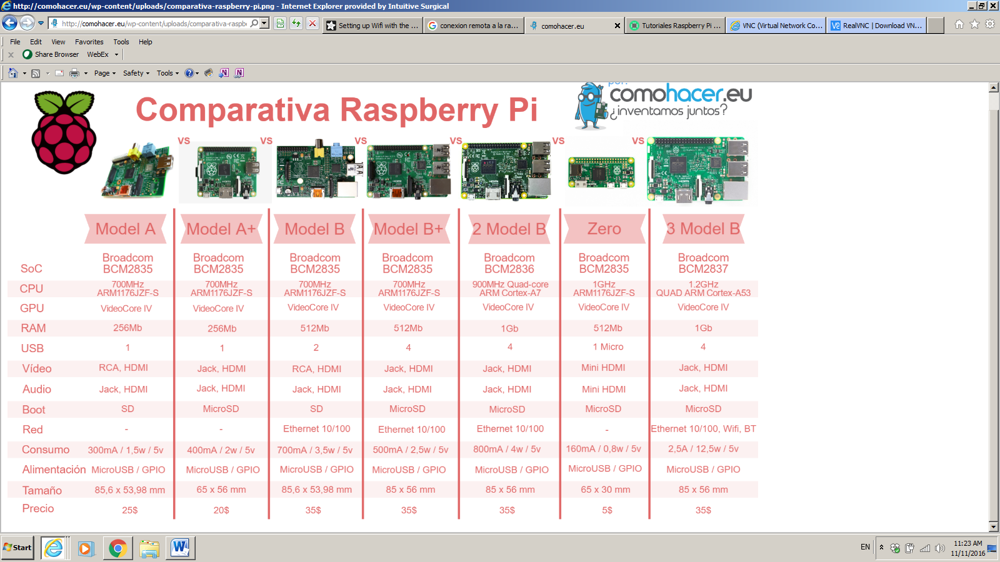 http://comohacer.eu/wp-content/uploads/comparativa-raspberry-pi.png - Internet Explorer provided by Intuitive Surgical
http://comohacer.eu/wp-content/uploads/comparativa-raspbe
Setting up Wifi with the ...
conexion remota a la ra...
comohacer.eu
Tutoriales Raspberry Pi ...
VNC (Virtual Network Co...
RealVNC | Download VN...
File Edit View Favorites Tools Help
Share Browser WebEx
Page Safety Tools
por:
Comparativa Raspberry Pi
comohacer.eu
¿inventamos juntos?
VS VS VS VS VS VS
Model A Model A+ Model B Model B+ 2 Model B Zero 3 Model B
Broadcom Broadcom Broadcom Broadcom Broadcom Broadcom Broadcom
SoC BCM2835 BCM2835 BCM2835 BCM2835 BCM2836 BCM2835 BCM2837
700MHz 700MHz 700MHz 700MHz 900MHz Quad-core 1GHz 1.2GHz
CPU ARM1176JZF-S ARM1176JZF-S ARM1176JZF-S ARM1176JZF-S ARM Cortex-A7 ARM1176JZF-S QUAD ARM Cortex-A53
GPU VideoCore IV VideoCore IV VideoCore IV VideoCore IV VideoCore IV VideoCore IV VideoCore IV
RAM 256Mb 256Mb 512Mb 512Mb 1Gb 512Mb 1Gb
USB 1 1 2 4 4 1 Micro 4
Vídeo RCA, HDMI Jack, HDMI RCA, HDMI Jack, HDMI Jack, HDMI Mini HDMI Jack, HDMI
Audio Jack, HDMI Jack, HDMI Jack, HDMI Jack, HDMI Jack, HDMI Mini HDMI Jack, HDMI
Boot SD MicroSD SD MicroSD MicroSD MicroSD MicroSD
Red - - Ethernet 10/100 Ethernet 10/100 Ethernet 10/100 - Ethernet 10/100, Wifi, BT
Consumo 300mA / 1,5w / 5v 400mA / 2w / 5v 700mA / 3,5w / 5v 500mA / 2,5w / 5v 800mA / 4w / 5v 160mA / 0,8w / 5v 2,5A / 12,5w / 5v
Alimentación MicroUSB / GPIO MicroUSB / GPIO MicroUSB / GPIO MicroUSB / GPIO MicroUSB / GPIO MicroUSB / GPIO MicroUSB / GPIO
Tamaño 85,6 x 53,98 mm 65 x 56 mm 85,6 x 53,98 mm 85 x 56 mm 85 x 56 mm 65 x 30 mm 85 x 56 mm
Precio 25$ 20$ 35$ 35$ 35$ 5$ 35$
Start
EN
11:23 AM
11/11/2016